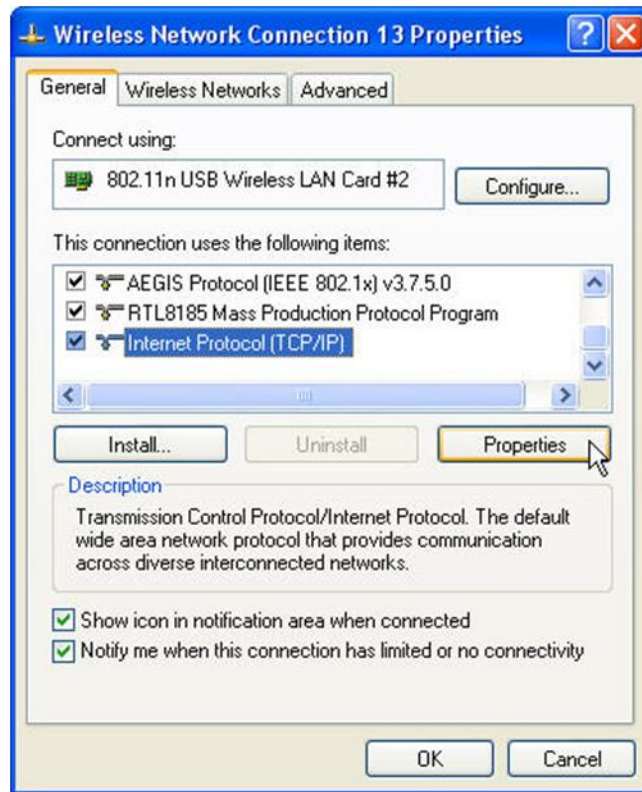 Wireless Network Connection 13 Properties
General Wireless Networks Advanced
Connect using:
802.11n USB Wireless LAN Card #2 Configure...
This connection uses the following items:
AEGIS Protocol (IEEE 802.1x) v3.7.5.0
RTL8185 Mass Production Protocol Program
Internet Protocol (TCP/IP)
Install... Uninstall Properties
Description
Transmission Control Protocol/Internet Protocol. The default
wide area network protocol that provides communication
across diverse interconnected networks.
Show icon in notification area when connected
Notify me when this connection has limited or no connectivity
OK Cancel